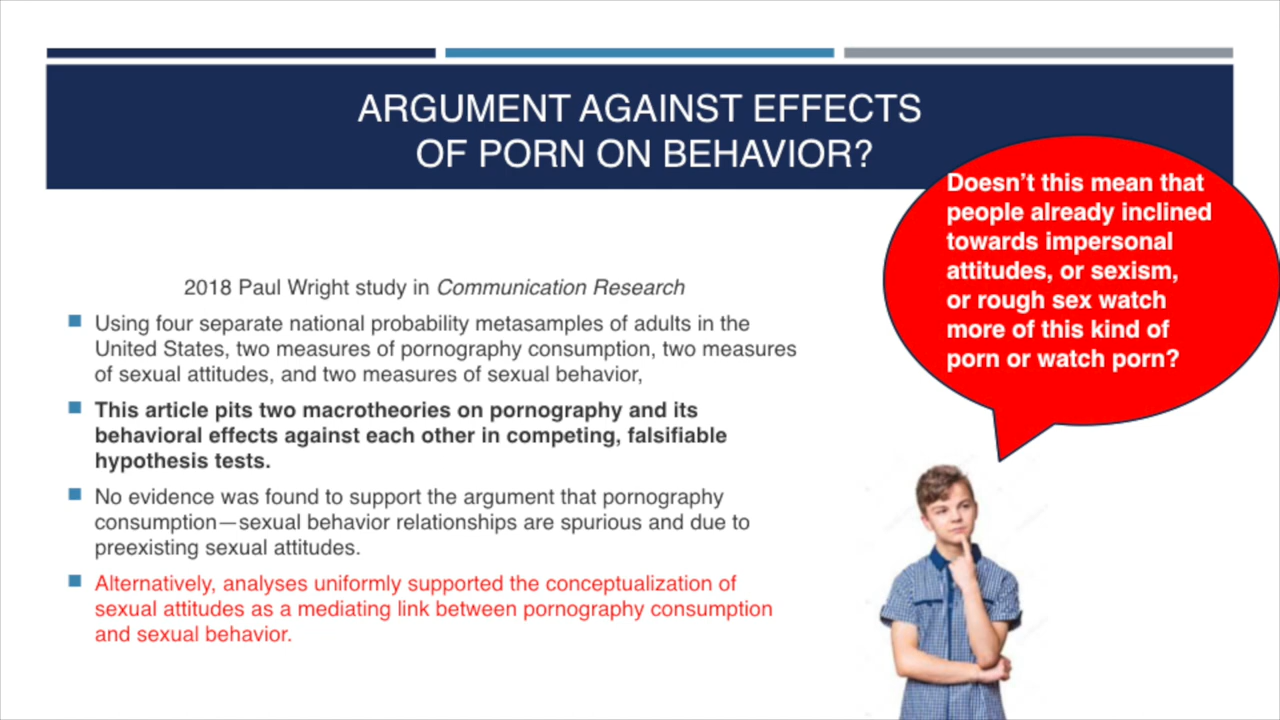 ARGUMENT AGAINST EFFECTS
OF PORN ON BEHAVIOR?
Doesn’t this mean that
people already inclined
towards impersonal
attitudes, or sexism,
or rough sex watch
more of this kind of
porn or watch porn?
2018 Paul Wright study in Communication Research
Using four separate national probability metasamples of adults in the
United States, two measures of pornography consumption, two measures
of sexual attitudes, and two measures of sexual behavior,
This article pits two macrotheories on pornography and its
behavioral effects against each other in competing, falsifiable
hypothesis tests.
No evidence was found to support the argument that pornography
consumption—sexual behavior relationships are spurious and due to
preexisting sexual attitudes.
Alternatively, analyses uniformly supported the conceptualization of
sexual attitudes as a mediating link between pornography consumption
and sexual behavior.